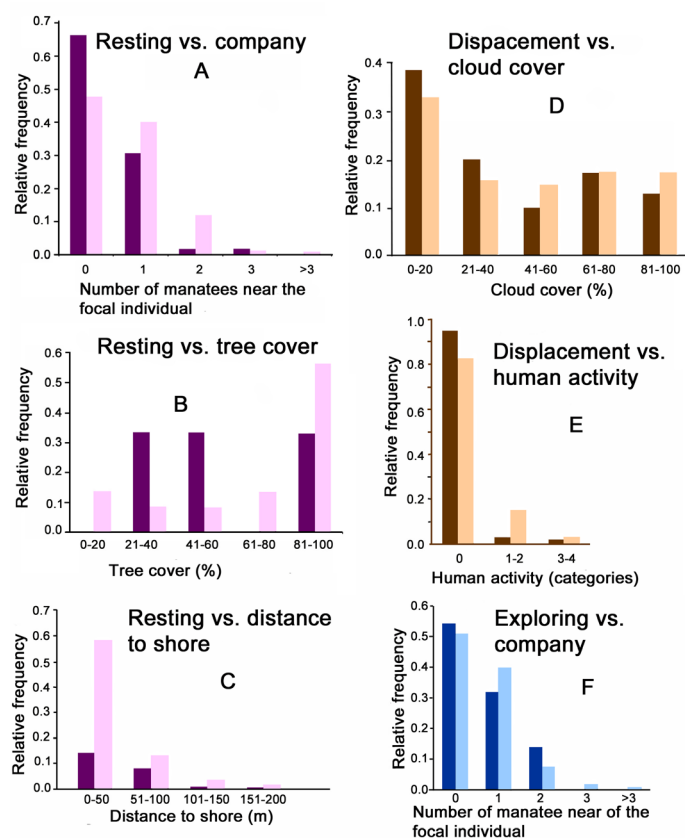 Resting vs. company
A
Relative frequency
0.7
0.6
0.5
0.4
0.3
0.2
0.1
0.0
0 1 2 3 >3
Number of manatees near the
focal individual
Resting vs. tree cover
B
Relative frequency
0.6
0.5
0.4
0.3
0.2
0.1
0.0
0-20 21-40 41-60 61-80 81-100
Tree cover (%)
Resting vs. distance
to shore
C
Relative frequency
0.7
0.6
0.5
0.4
0.3
0.2
0.1
0.0
0-50 51-100 101-150 151-200
Distance to shore (m)
Dispacement vs.
cloud cover
D
Relative frequency
0.4
0.3
0.2
0.1
0.0
0-20 21-40 41-60 61-80 81-100
Cloud cover (%)
Displacement vs.
human activity
E
Relative frequency
1.0
0.8
0.6
0.4
0.2
0.0
0 1-2 3-4
Human activity (categories)
Exploring vs.
company
F
Relative frequency
0.6
0.5
0.4
0.3
0.2
0.1
0.0
0 1 2 3 >3
Number of manatee near of the
focal individual